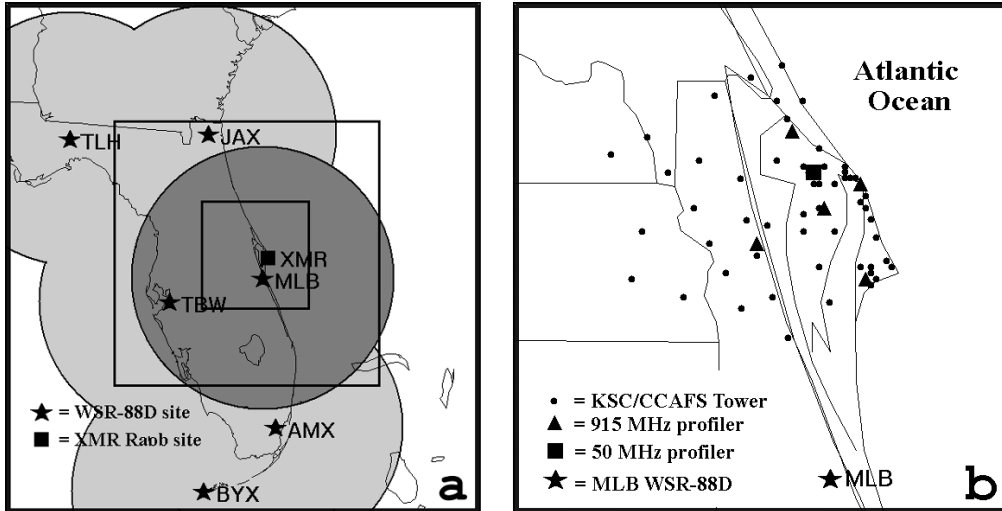 TLH
JAX
XMR
MLB
TBW
= WSR-88D site
AMX
= XMR Raob site
BYX
a
Atlantic
Ocean
= KSC/CCAFS Tower
= 915 MHz profiler
= 50 MHz profiler
= MLB WSR-88D
MLB
b